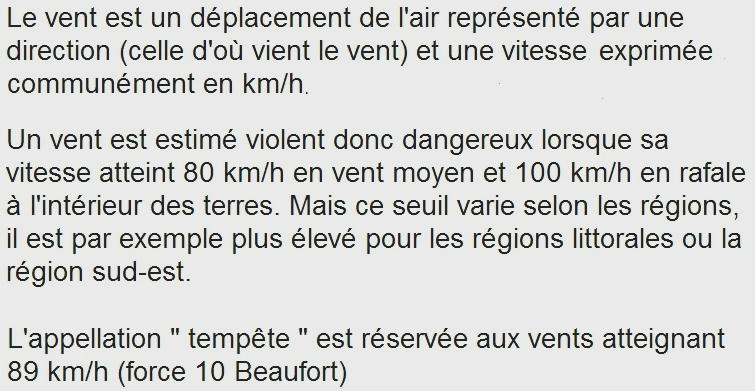 Le vent est un déplacement de l'air représenté par une
direction (celle d'où vient le vent) et une vitesse exprimée
communément en km/h.
Un vent est estimé violent donc dangereux lorsque sa
vitesse atteint 80 km/h en vent moyen et 100 km/h en rafale
à l'intérieur des terres. Mais ce seuil varie selon les régions,
il est par exemple plus élevé pour les régions littorales ou la
région sud-est.
L'appellation " tempête " est réservée aux vents atteignant
89 km/h (force 10 Beaufort)